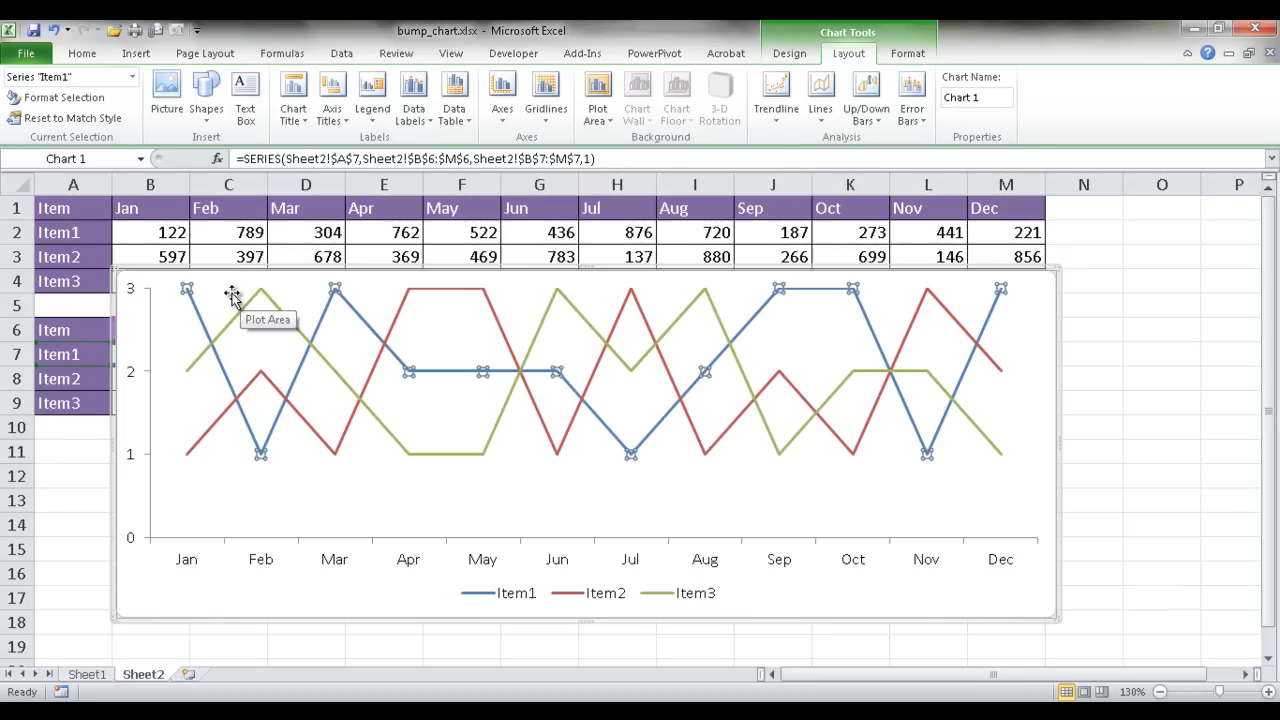 bump_chart.xlsx - Microsoft Excel
Chart Tools
File Home Insert Page Layout Formulas Data Review View Developer Add-Ins PowerPivot Acrobat Design Layout Format
Series "Item1"
Format Selection
Reset to Match Style
Current Selection
Picture
Shapes
Text Box
Insert
Chart Title
Axis Titles
Legend
Data Labels
Data Table
Labels
Axes
Gridlines
Axes
Plot Area
Chart Wall
Chart Floor
3-D Rotation
Background
Trendline
Lines
Up/Down Bars
Error Bars
Analysis
Chart Name:
Chart 1
Properties
Chart 1 fx =SERIES(Sheet2!$A$7,Sheet2!$B$6:$M$6,Sheet2!$B$7:$M$7,1)
A B C D E F G H I J K L M N O P
1 Item Jan Feb Mar Apr May Jun Jul Aug Sep Oct Nov Dec
2 Item1 122 789 304 762 522 436 876 720 187 273 441 221
3 Item2 597 397 678 369 469 783 137 880 266 699 146 856
4 Item3
5
6 Item
7 Item1
8 Item2
9 Item3
10
11
12
13
14
15
16
17
18
19
3
2
1
0
Plot Area
Jan Feb Mar Apr May Jun Jul Aug Sep Oct Nov Dec
Item1 Item2 Item3
Sheet1 Sheet2
Ready
130%